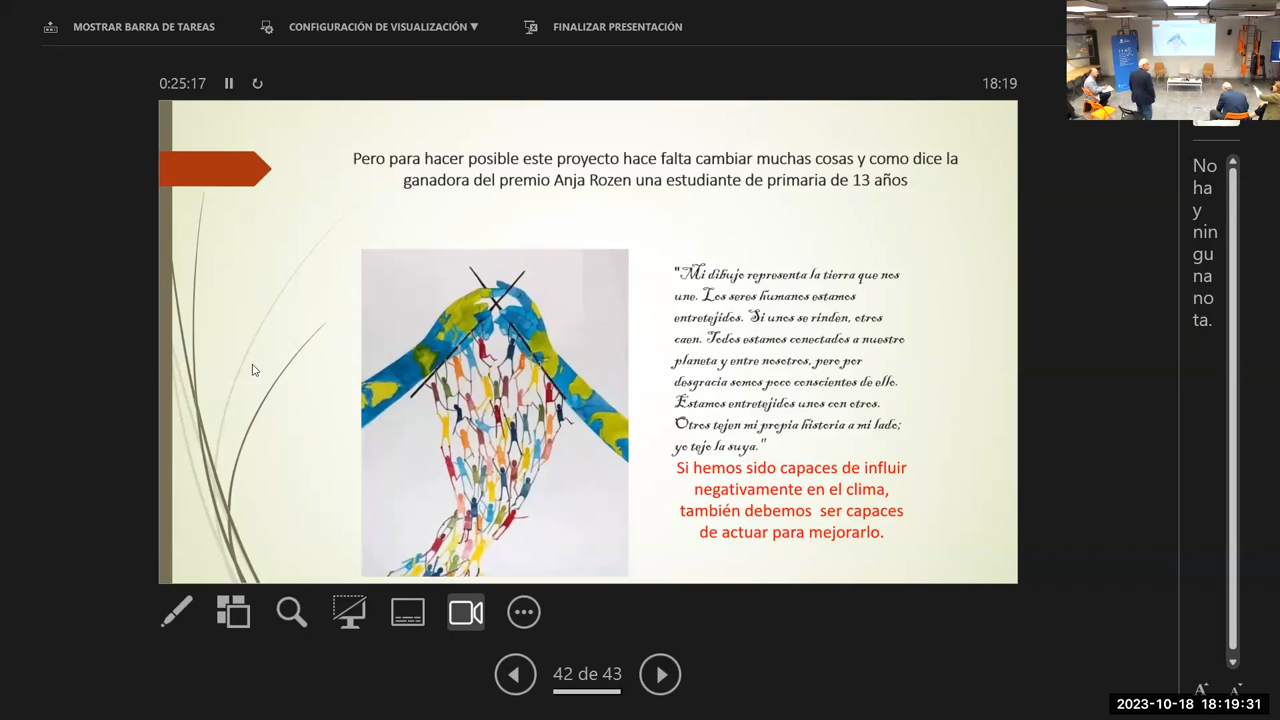 MOSTRAR BARRA DE TAREAS
CONFIGURACIÓN DE VISUALIZACIÓN ▼
FINALIZAR PRESENTACIÓN
0:25:17
18:19
Pero para hacer posible este proyecto hace falta cambiar muchas cosas y como dice la
ganadora del premio Anja Rozen una estudiante de primaria de 13 años
"Mi dibujo representa la tierra que nos
une. Los seres humanos estamos
entretejidos. Si unos se rinden, otros
caen. Todos estamos conectados a nuestro
planeta y entre nosotros, pero por
desgracia somos poco conscientes de ello.
Estamos entretejidos unos con otros.
Otros tejen mi propia historia a mi lado;
yo tejo la suya."
Si hemos sido capaces de influir
negativamente en el clima,
también debemos  ser capaces
de actuar para mejorarlo.
No
ha
y
nin
gu
na
no
ta.
42 de 43
A A
2023-10-18 18:19:31